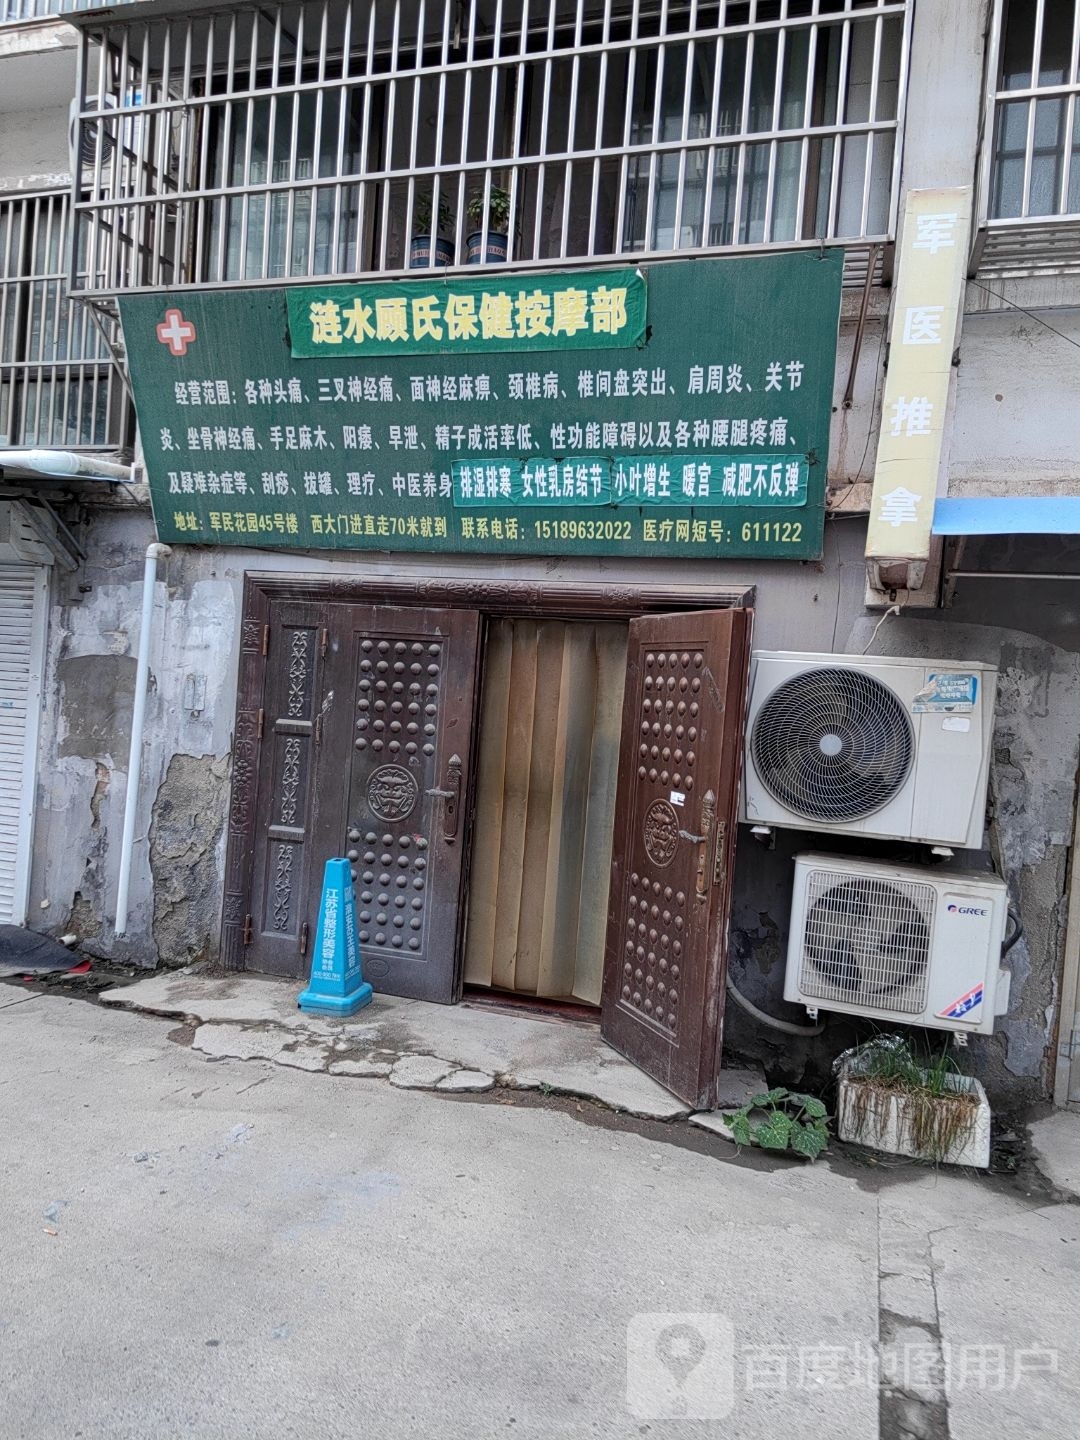 涟水顾氏保健按摩部
经营范围：各种头痛、三叉神经痛、面神经麻痹、颈椎病、椎间盘突出、肩周炎、关节
炎、坐骨神经痛、手足麻木、阳痿、早泄、精子成活率低、性功能障碍以及各种腰腿疼痛、
及疑难杂症等、刮痧、拔罐、理疗、中医养身 排湿排寒 女性乳房结节 小叶增生 暖宫 减肥不反弹
地址：军民花园45号楼 西大门进直走70米就到 联系电话：15189632022 医疗网短号：611122
军医推拿
GREE
江苏省整形美容
百度地图用户